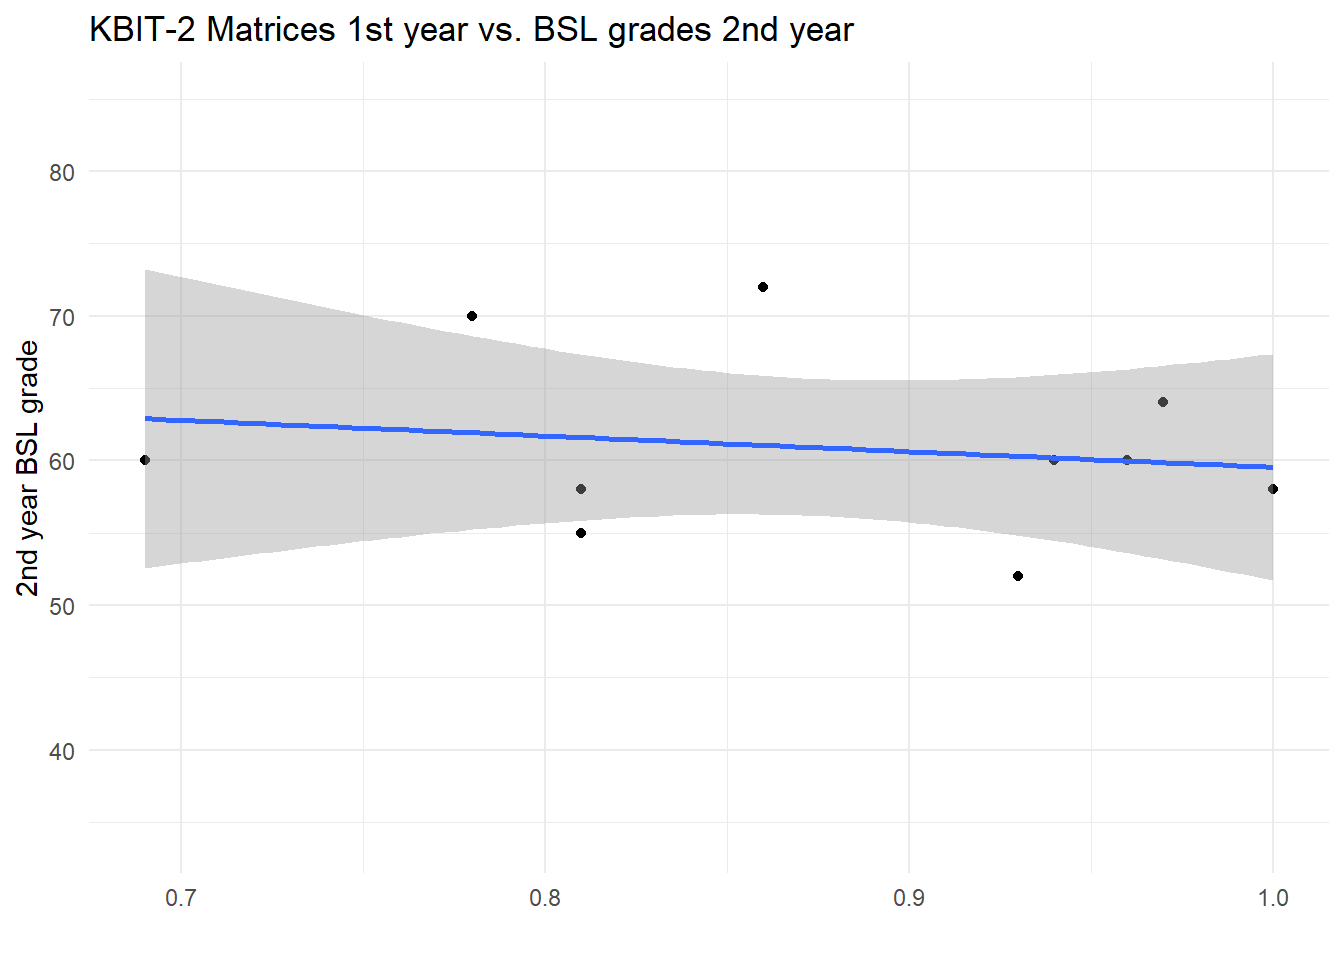 KBIT-2 Matrices 1st year vs. BSL grades 2nd year
2nd year BSL grade
80
70
60
50
40
0.7 0.8 0.9 1.0